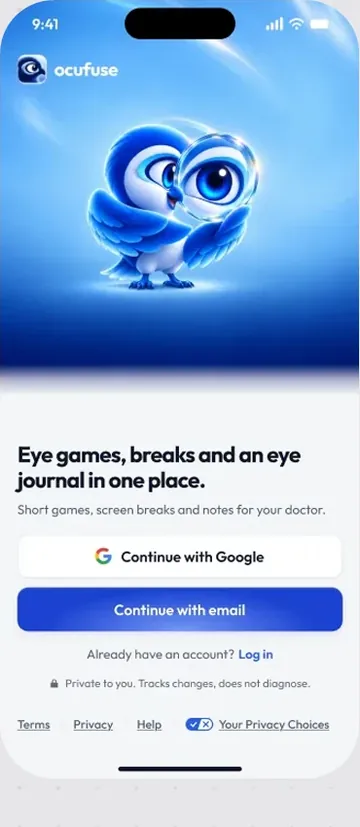 9:41
ocufuse
Eye games, breaks and an eye
journal in one place.
Short games, screen breaks and notes for your doctor.
Continue with Google
Continue with email
Already have an account? Log in
Private to you. Tracks changes, does not diagnose.
Terms Privacy Help Your Privacy Choices